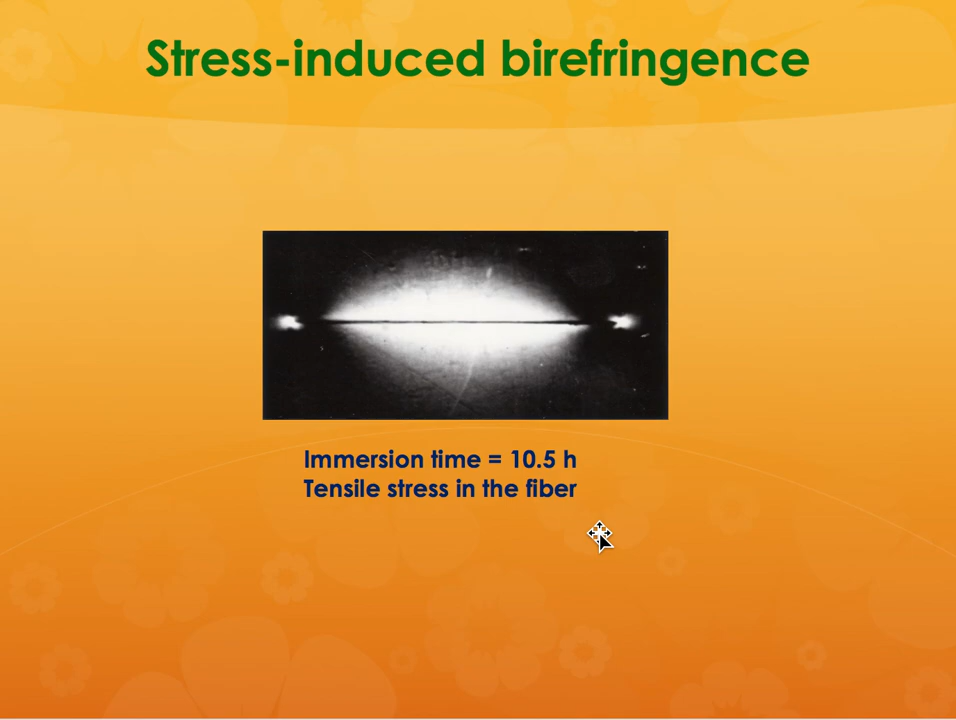 Stress-induced birefringence
Immersion time = 10.5 h
Tensile stress in the fiber